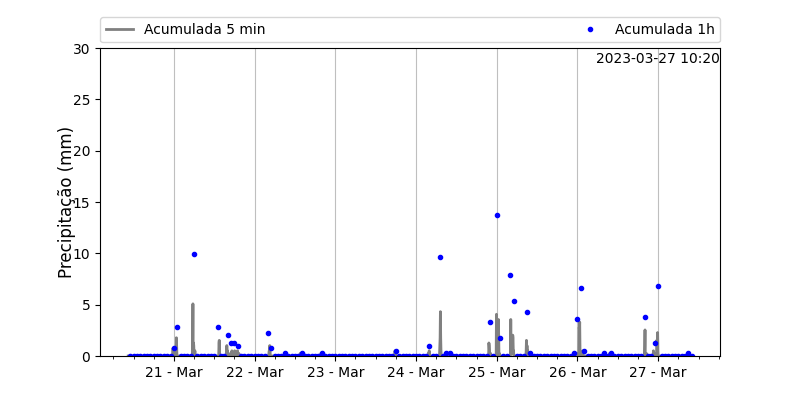 Acumulada 5 min
Acumulada 1h
2023-03-27 10:20
Precipitação (mm)
30
25
20
15
10
5
0
21 - Mar
22 - Mar
23 - Mar
24 - Mar
25 - Mar
26 - Mar
27 - Mar